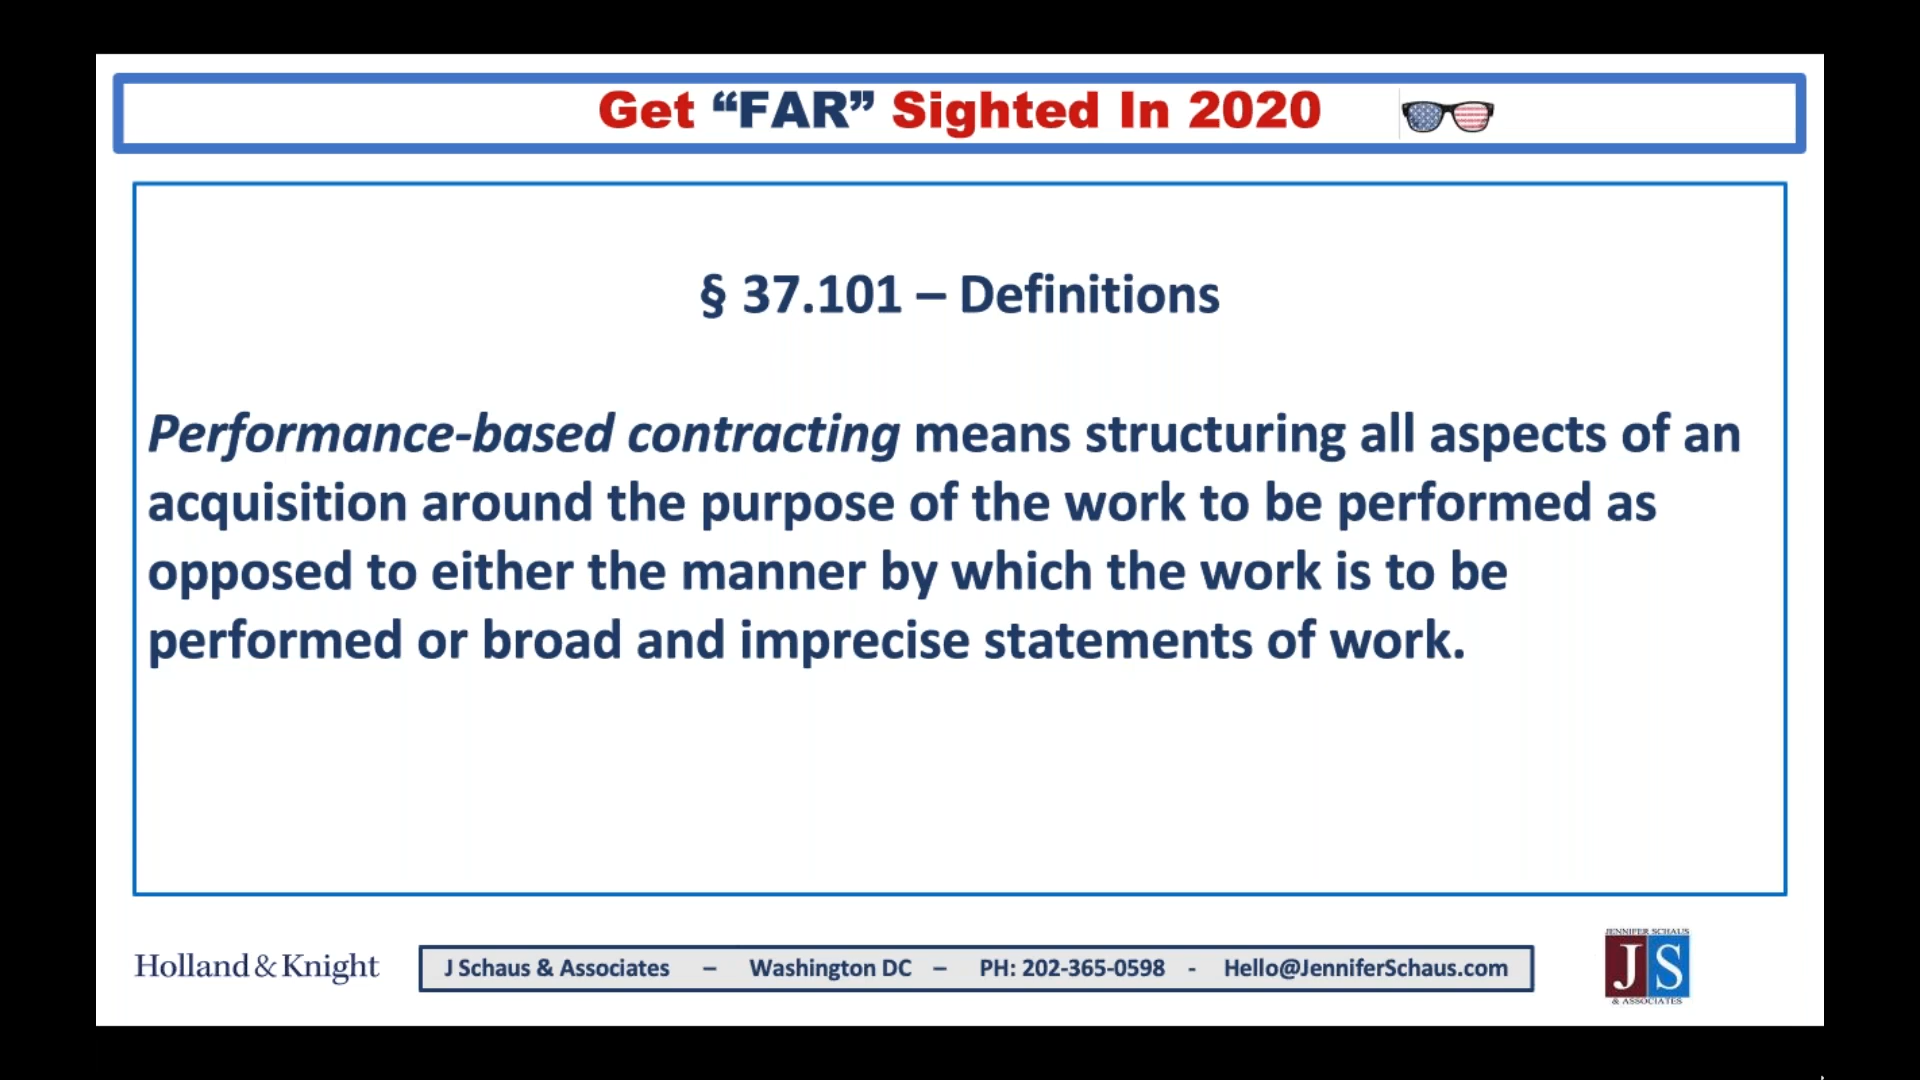 Get “FAR” Sighted In 2020
§ 37.101 – Definitions
Performance-based contracting means structuring all aspects of an
acquisition around the purpose of the work to be performed as
opposed to either the manner by which the work is to be
performed or broad and imprecise statements of work.
Holland & Knight
J Schaus & Associates – Washington DC – PH: 202-365-0598 - Hello@JenniferSchaus.com
JENNIFER SCHAUS
JS
& ASSOCIATES